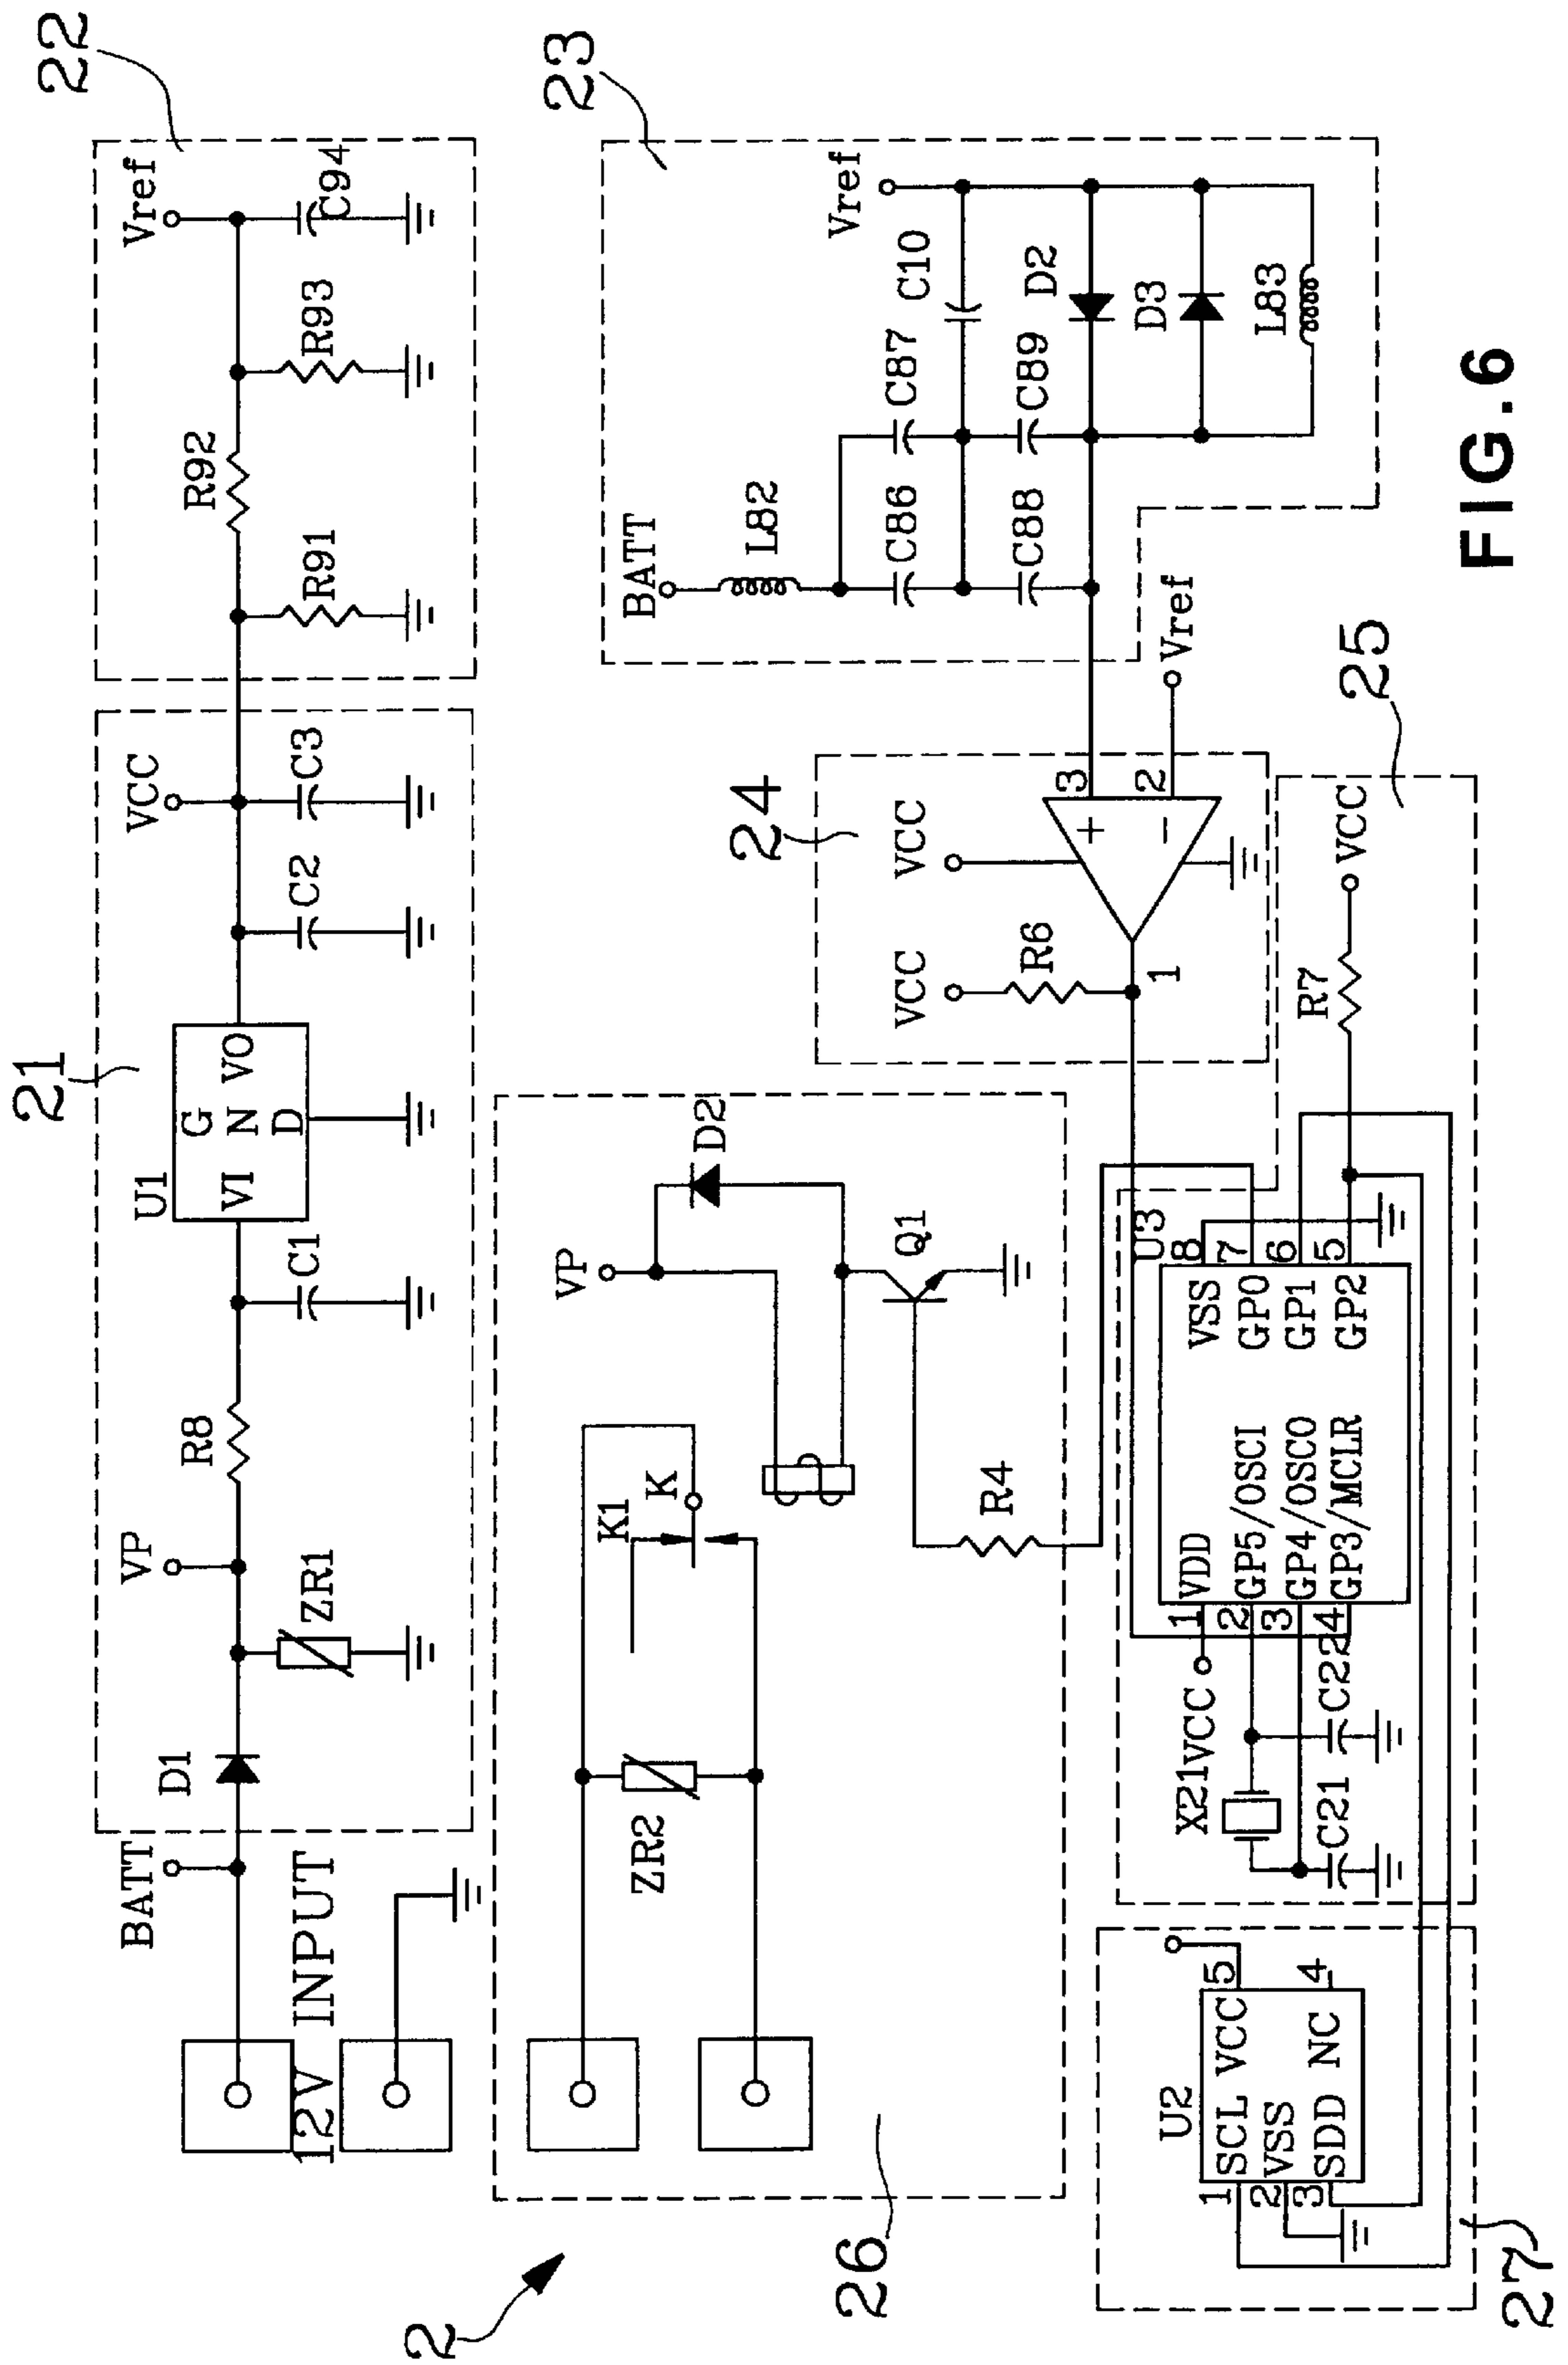 22
Vref
C94
R93
R92
R91
21
VCC
C3
C2
U1
VI
G
N
D
VO
C1
R8
VP
ZR1
D1
BATT
12V INPUT
23
Vref
C10
D2
D3
L83
C87
C89
BATT
L82
C86
C88
Vref
24
VCC
3
+
2
−
VCC
R6
1
25
VCC
R7
VP
D2
Q1
K1
K
R4
ZR2
26
U3
8
7
6
5
VSS
GP0
GP1
GP2
VDD
GP5/OSCI
GP4/OSCO
GP3/MCLR
1
2
3
4
VCC
X21
C22
C21
U2
5
4
SCL VCC
VSS
SDD NC
1
2
3
27
2
FIG.6